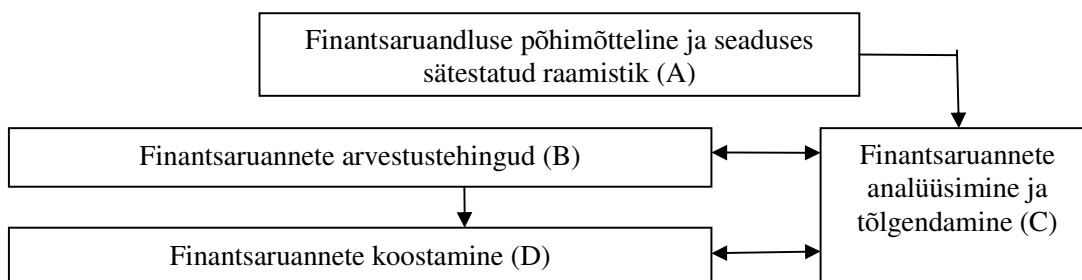 Finantsaruandluse põhimõtteline ja seaduses
sätestatud raamistik (A)
Finantsaruannete arvestustehingud (B)
Finantsaruannete
analüüsimine ja
tõlgendamine (C)
Finantsaruannete koostamine (D)